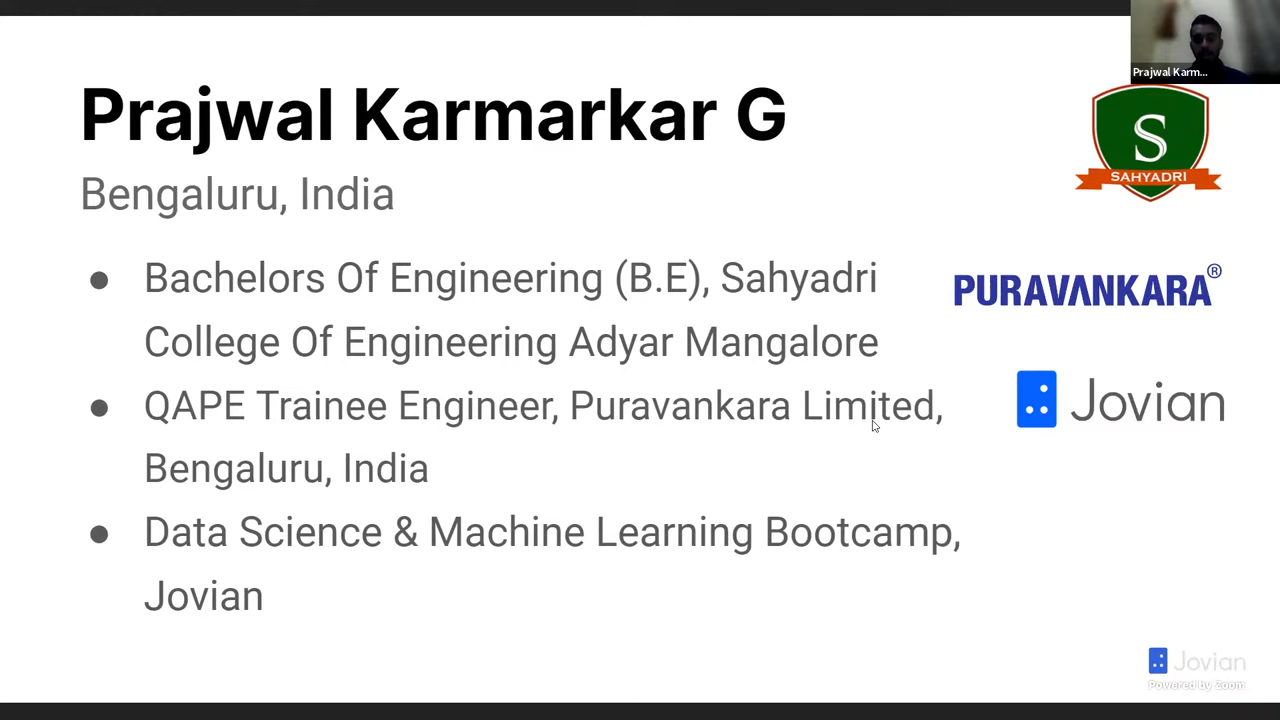 Prajwal Karm...
Prajwal Karmarkar G
Bengaluru, India
S
SAHYADRI
● Bachelors Of Engineering (B.E), Sahyadri
College Of Engineering Adyar Mangalore
● QAPE Trainee Engineer, Puravankara Limited,
Bengaluru, India
● Data Science & Machine Learning Bootcamp,
Jovian
PURAVANKARA®
Jovian
Jovian
Powered by Zoom